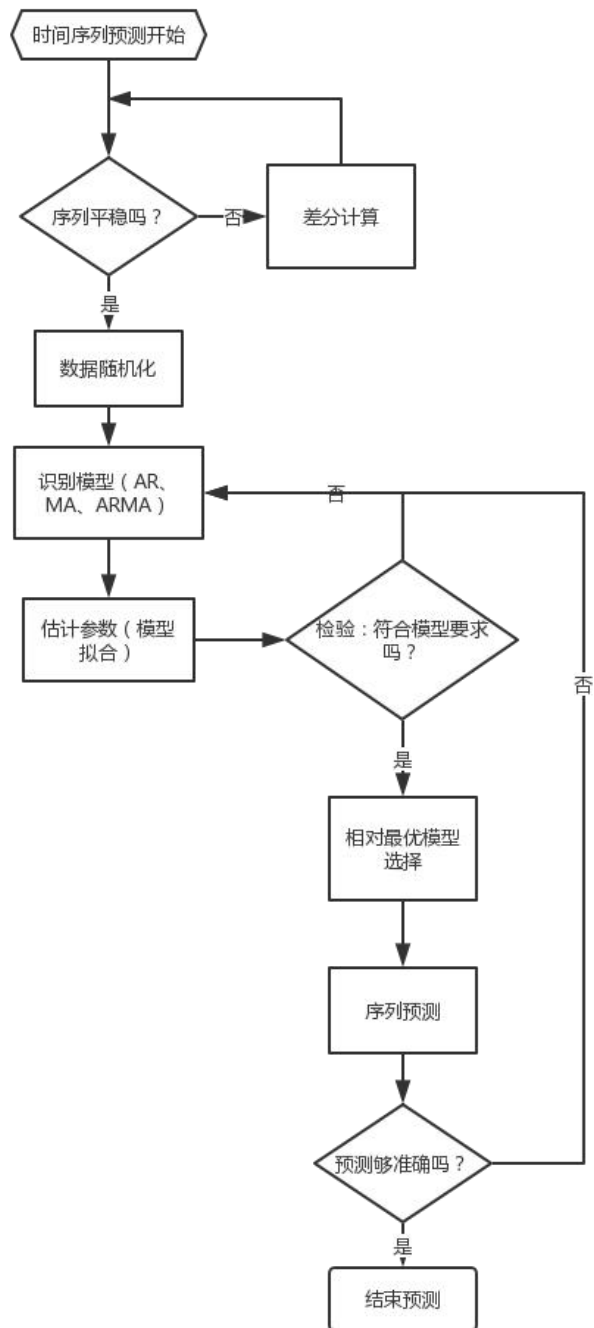 时间序列预测开始
序列平稳吗？
否
差分计算
是
数据随机化
识别模型（AR、
MA、ARMA）
否
估计参数（模型
拟合）
检验：符合模型要求
吗？
否
是
相对最优模型
选择
序列预测
预测够准确吗？
是
结束预测